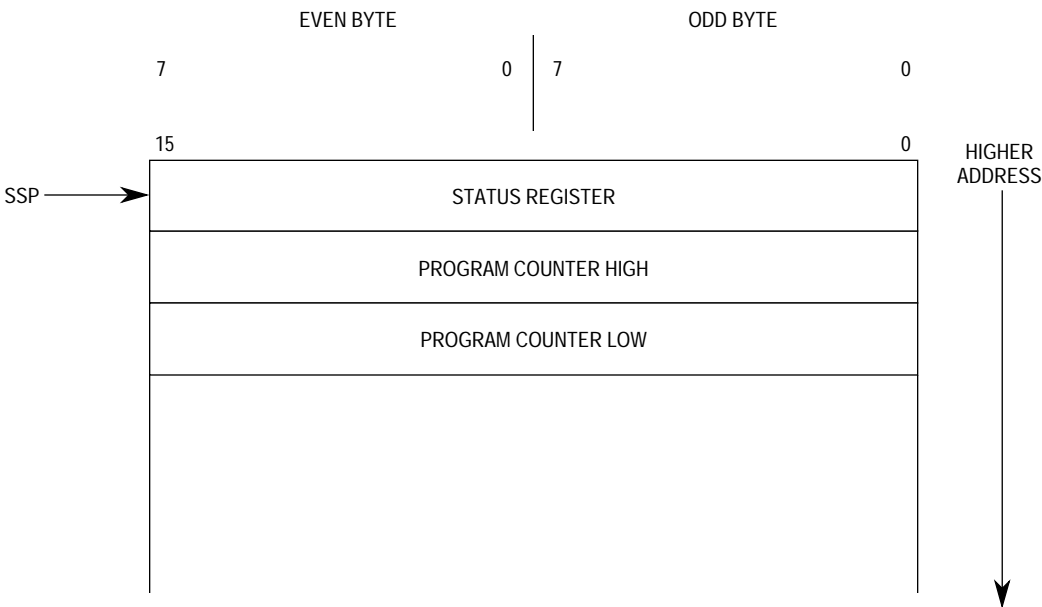 EVEN BYTE ODD BYTE
7 0 7 0
15 0
HIGHER
ADDRESS
SSP STATUS REGISTER
PROGRAM COUNTER HIGH
PROGRAM COUNTER LOW